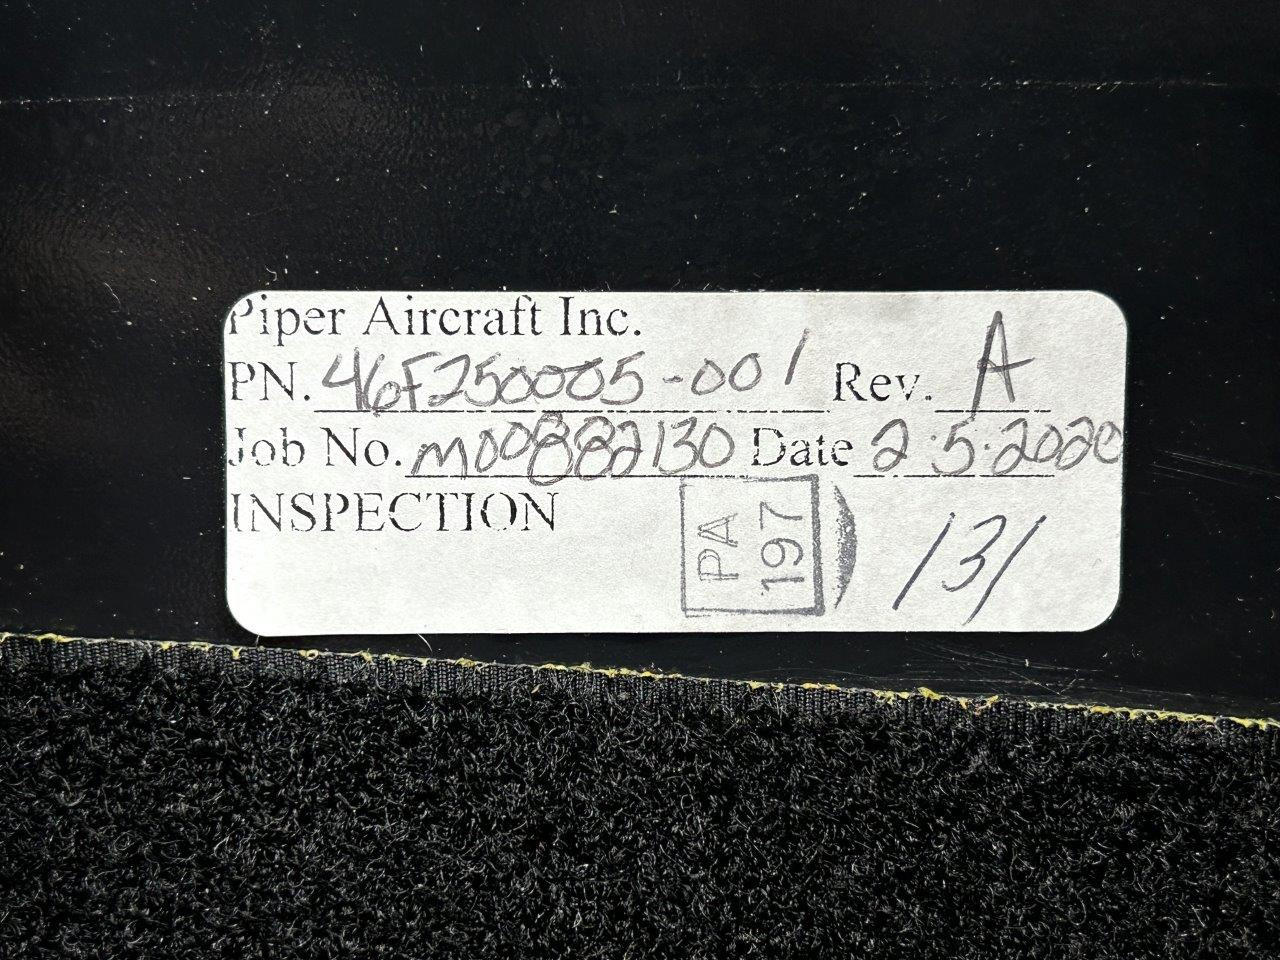 Piper Aircraft Inc.
PN. 46F250005-001 Rev. A
Job No. M00882130 Date 2.5.2020
INSPECTION
PA
197
131